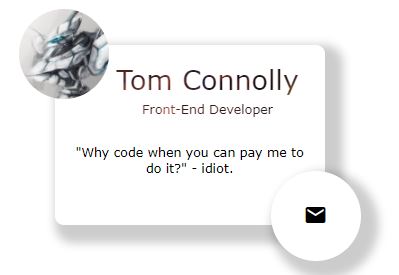 Tom Connolly
Front-End Developer
"Why code when you can pay me to
do it?" - idiot.